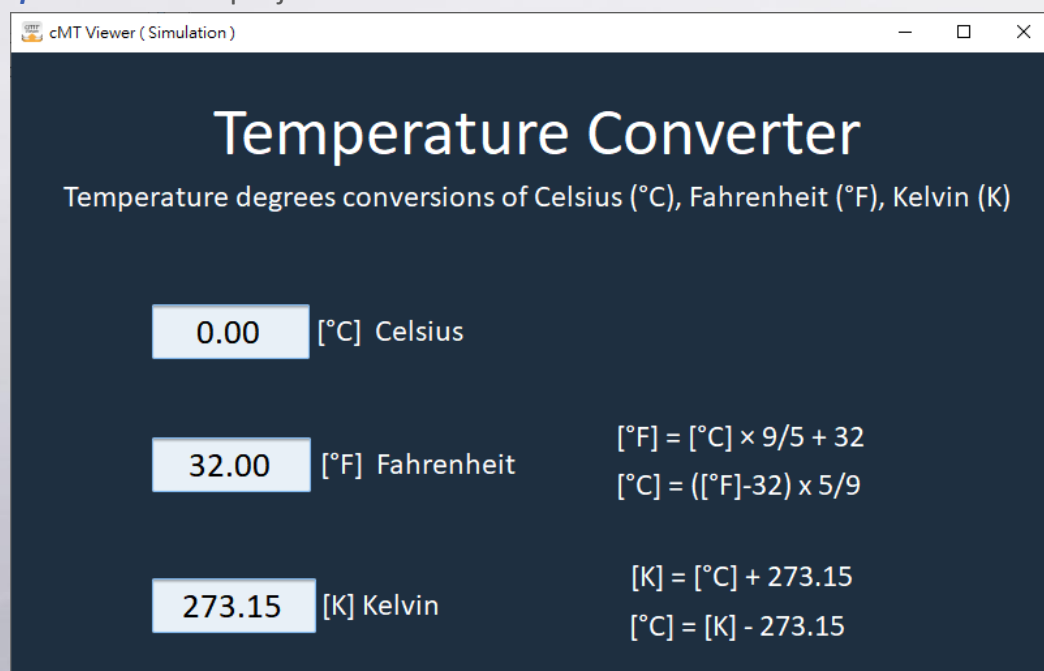 cMT Viewer ( Simulation )
Temperature Converter
Temperature degrees conversions of Celsius (°C), Fahrenheit (°F), Kelvin (K)
0.00 [°C] Celsius
32.00 [°F] Fahrenheit
[°F] = [°C] × 9/5 + 32
[°C] = ([°F]-32) x 5/9
273.15 [K] Kelvin
[K] = [°C] + 273.15
[°C] = [K] - 273.15